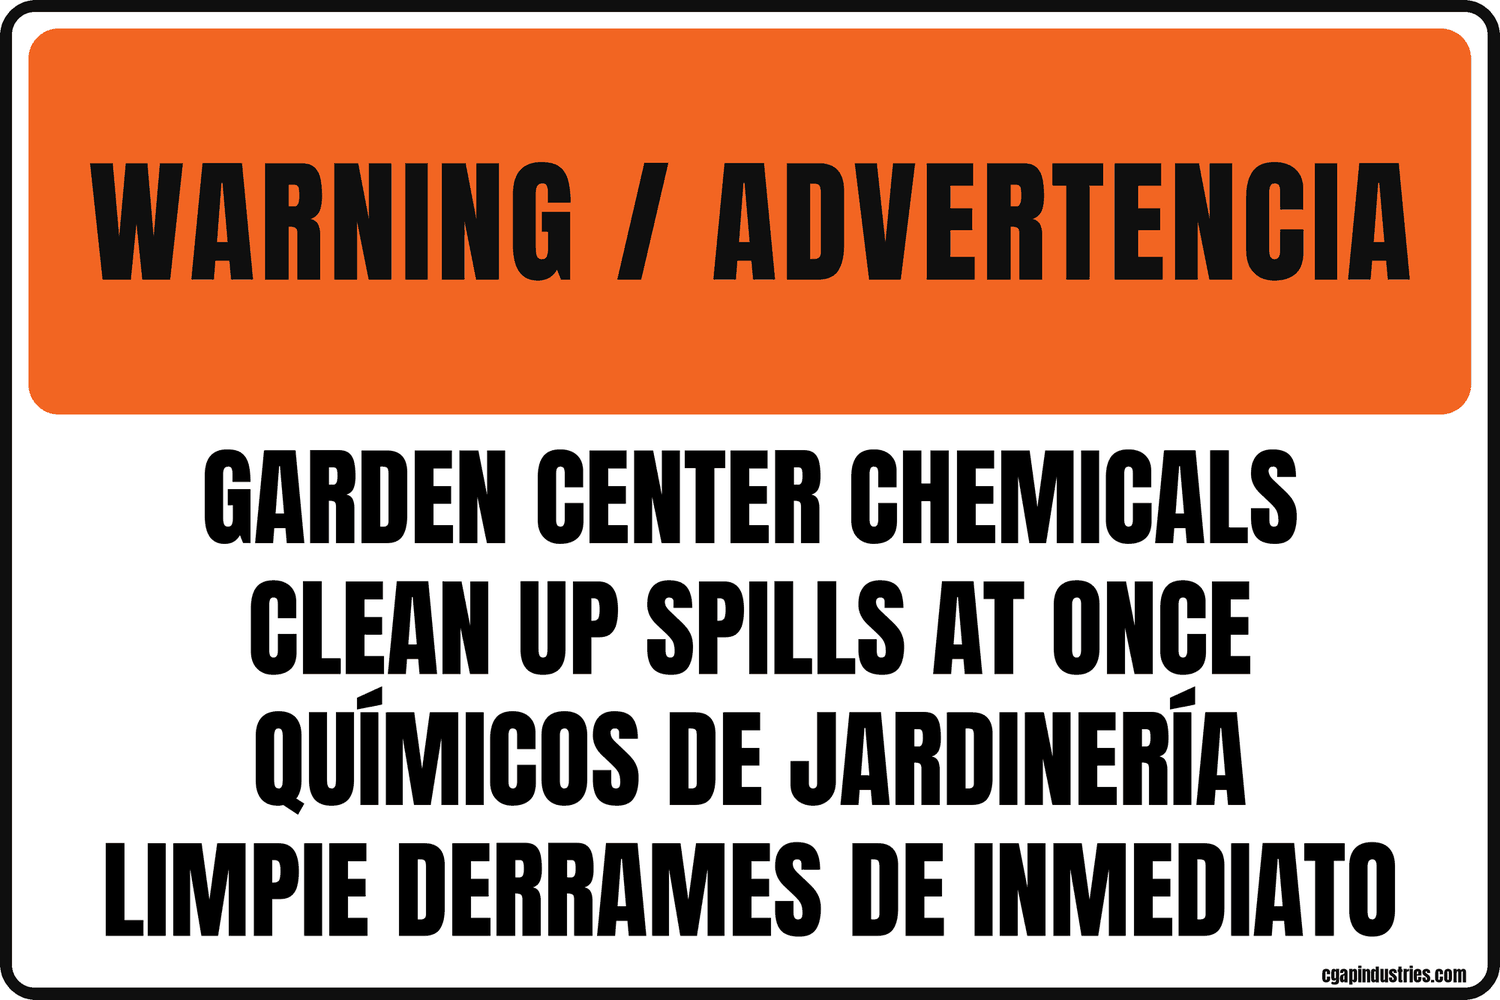 WARNING / ADVERTENCIA
GARDEN CENTER CHEMICALS
CLEAN UP SPILLS AT ONCE
QUÍMICOS DE JARDINERÍA
LIMPIE DERRAMES DE INMEDIATO
cgapindustries.com